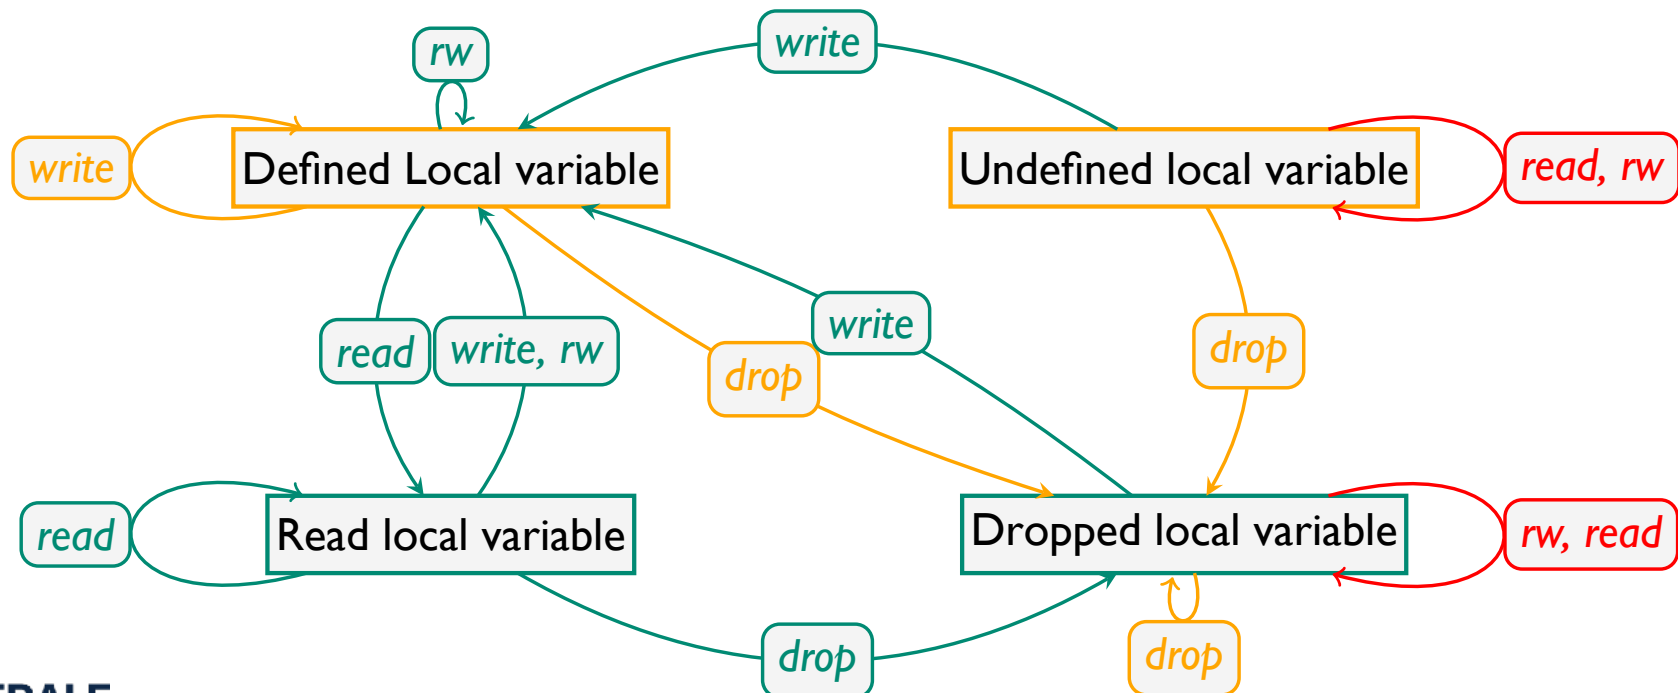 rw
write
write
Defined Local variable
Undefined local variable
read, rw
read
write, rw
write
drop
drop
read
Read local variable
Dropped local variable
rw, read
drop
drop